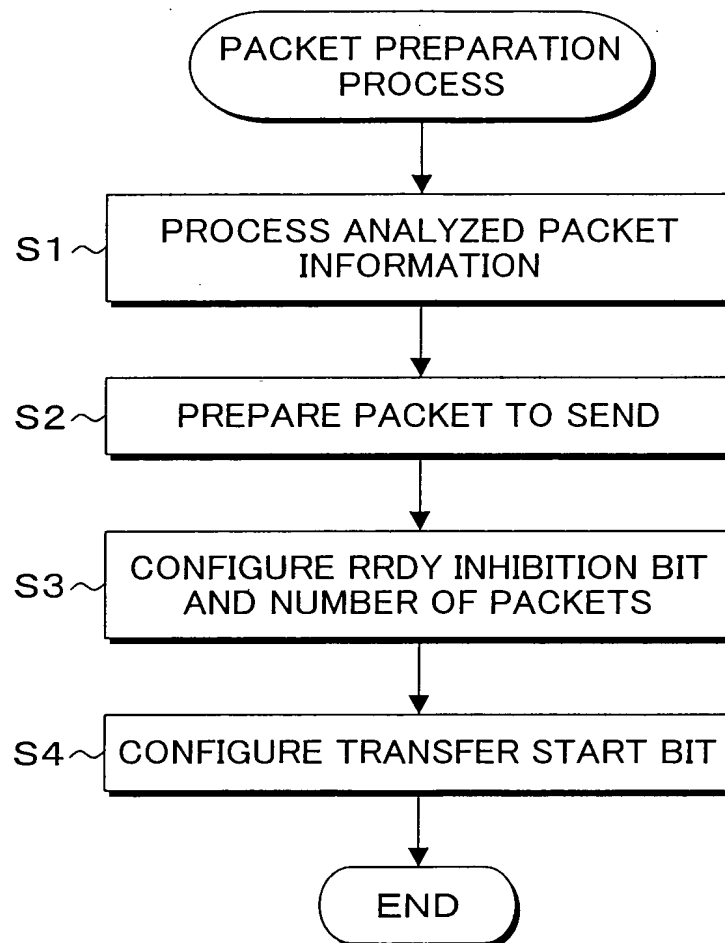 PACKET PREPARATION
PROCESS
S1
PROCESS ANALYZED PACKET
INFORMATION
S2
PREPARE PACKET TO SEND
S3
CONFIGURE RRDY INHIBITION BIT
AND NUMBER OF PACKETS
S4
CONFIGURE TRANSFER START BIT
END